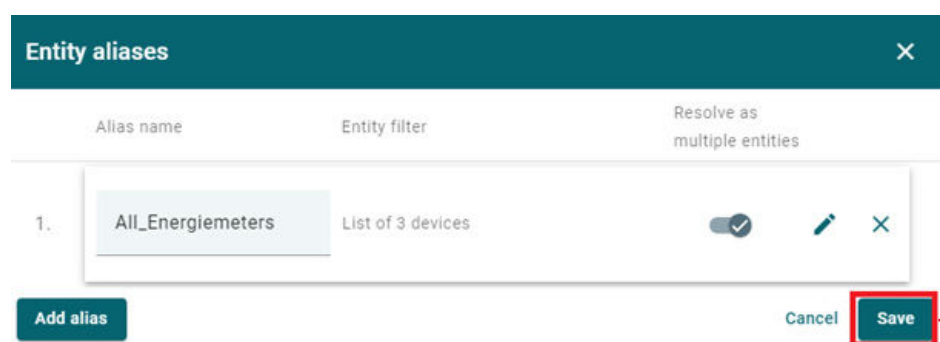 Entity aliases
Alias name
Entity filter
Resolve as
multiple entities
1.
All_Energiemeters
List of 3 devices
Add alias
Cancel
Save